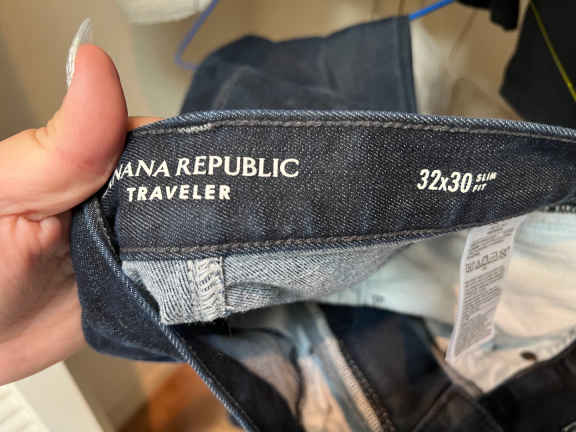 NANA REPUBLIC
TRAVELER
32x30 SLIM
FIT